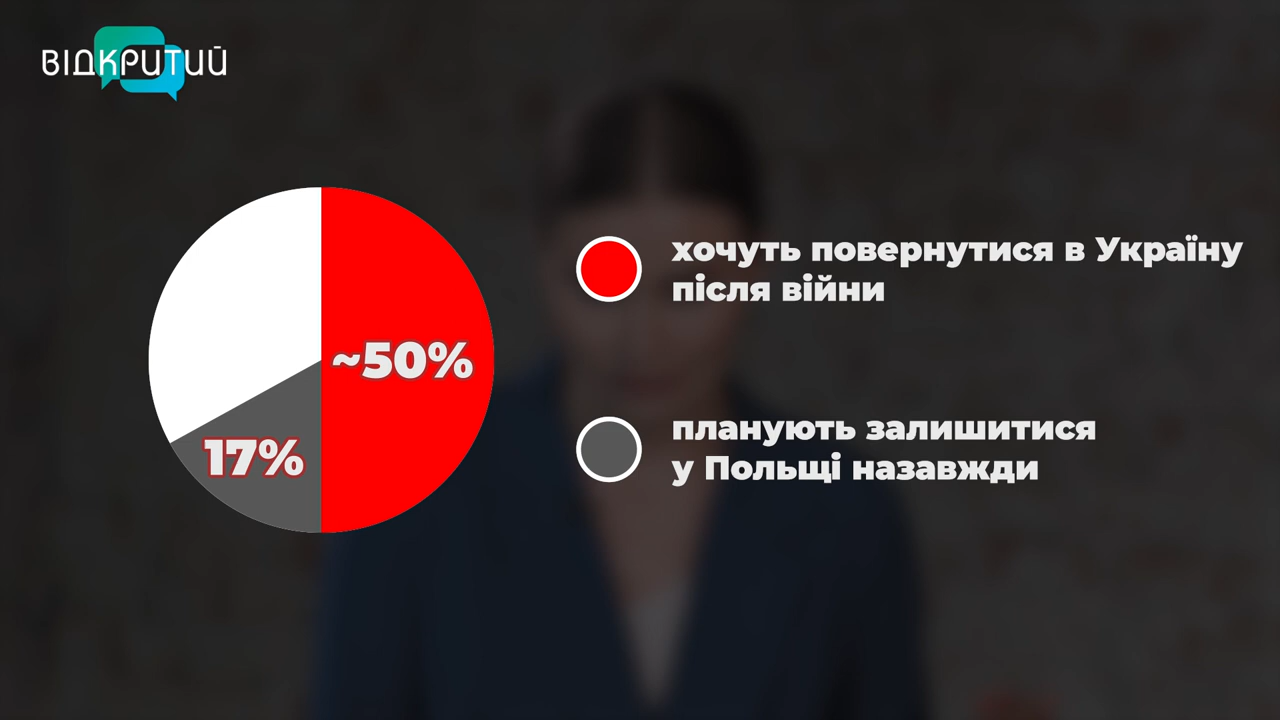 ВІДКРИТИЙ
~50%
17%
хочуть повернутися в Україну
після війни
планують залишитися
у Польщі назавжди